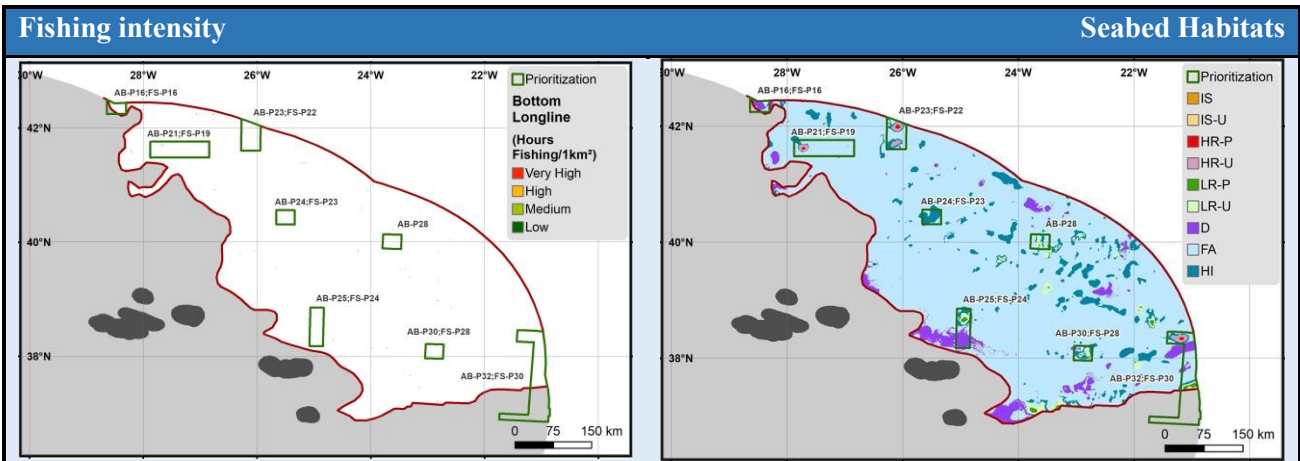 Fishing intensity
Seabed Habitats
30°W 28°W 26°W 24°W 22°W
42°N
40°N
38°N
AB-P16;FS-P16
AB-P23;FS-P22
AB-P21;FS-P19
AB-P24;FS-P23
AB-P28
AB-P25;FS-P24
AB-P30;FS-P28
AB-P32;FS-P30
Prioritization
Bottom
Longline
(Hours
Fishing/1km²)
Very High
High
Medium
Low
0 75 150 km
30°W 28°W 26°W 24°W 22°W
42°N
40°N
38°N
AB-P16;FS-P16
AB-P23;FS-P22
AB-P21;FS-P19
AB-P24;FS-P23
AB-P28
AB-P25;FS-P24
AB-P30;FS-P28
AB-P32;FS-P30
Prioritization
IS
IS-U
HR-P
HR-U
LR-P
LR-U
D
FA
HI
24°W 22°W
0 75 150 km